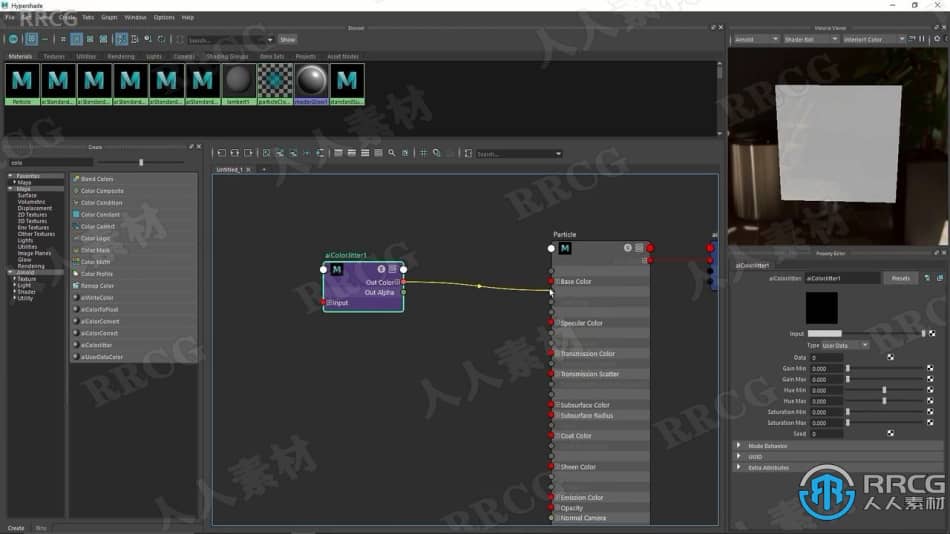 Hypershade
File
Tabs
Graph
Window
Options
Help
RRCG
Browser
Material Viewer
Search...
Show
Arnold
Shader Ball
Interior1 Color
Materials
Textures
Utilities
Rendering
Lights
Cameras
Shading Groups
Bake Sets
Projects
Asset Node
Particle
aiStandard...
aiStandard...
aiStandard...
aiStandard...
aiStandard...
lambert1
particleClo...
shaderGlow1
standardSu...
Create
colo
Search...
Untitled_1
Favorites
Maps
Maya
Surface
Volumetric
Displacement
2D Textures
3D Textures
Env Textures
Other Textures
Lights
Utilities
Image Planes
Glow
Rendering
Arnold
Texture
Light
Shader
Utility
Blend Colors
Color Composite
Color Condition
Color Constant
Color Correct
Color Logic
Color Mask
Color Math
Color Profile
Remap Color
aiWriteColor
aiColorToFloat
aiColorConvert
aiColorCorrect
aiColorJitter
aiUserDataColor
aiColorJitter1
Out Color
Out Alpha
Input
Particle
Base Color
Specular Color
Transmission Color
Transmission Scatter
Subsurface Color
Subsurface Radius
Coat Color
Sheen Color
Emission Color
Opacity
Normal Camera
ai
Property Editor
aiColorJitter1
aiColorJitter:
aiColorJitter1
Presets
Input
Type
User Data
Data 0
Gain Min 0.000
Gain Max 0.000
Hue Min 0.000
Hue Max 0.000
Saturation Min 0.000
Saturation Max 0.000
Seed 0
Node Behavior
UUID
Extra Attributes
Create
Bins
RRCG
人人素材